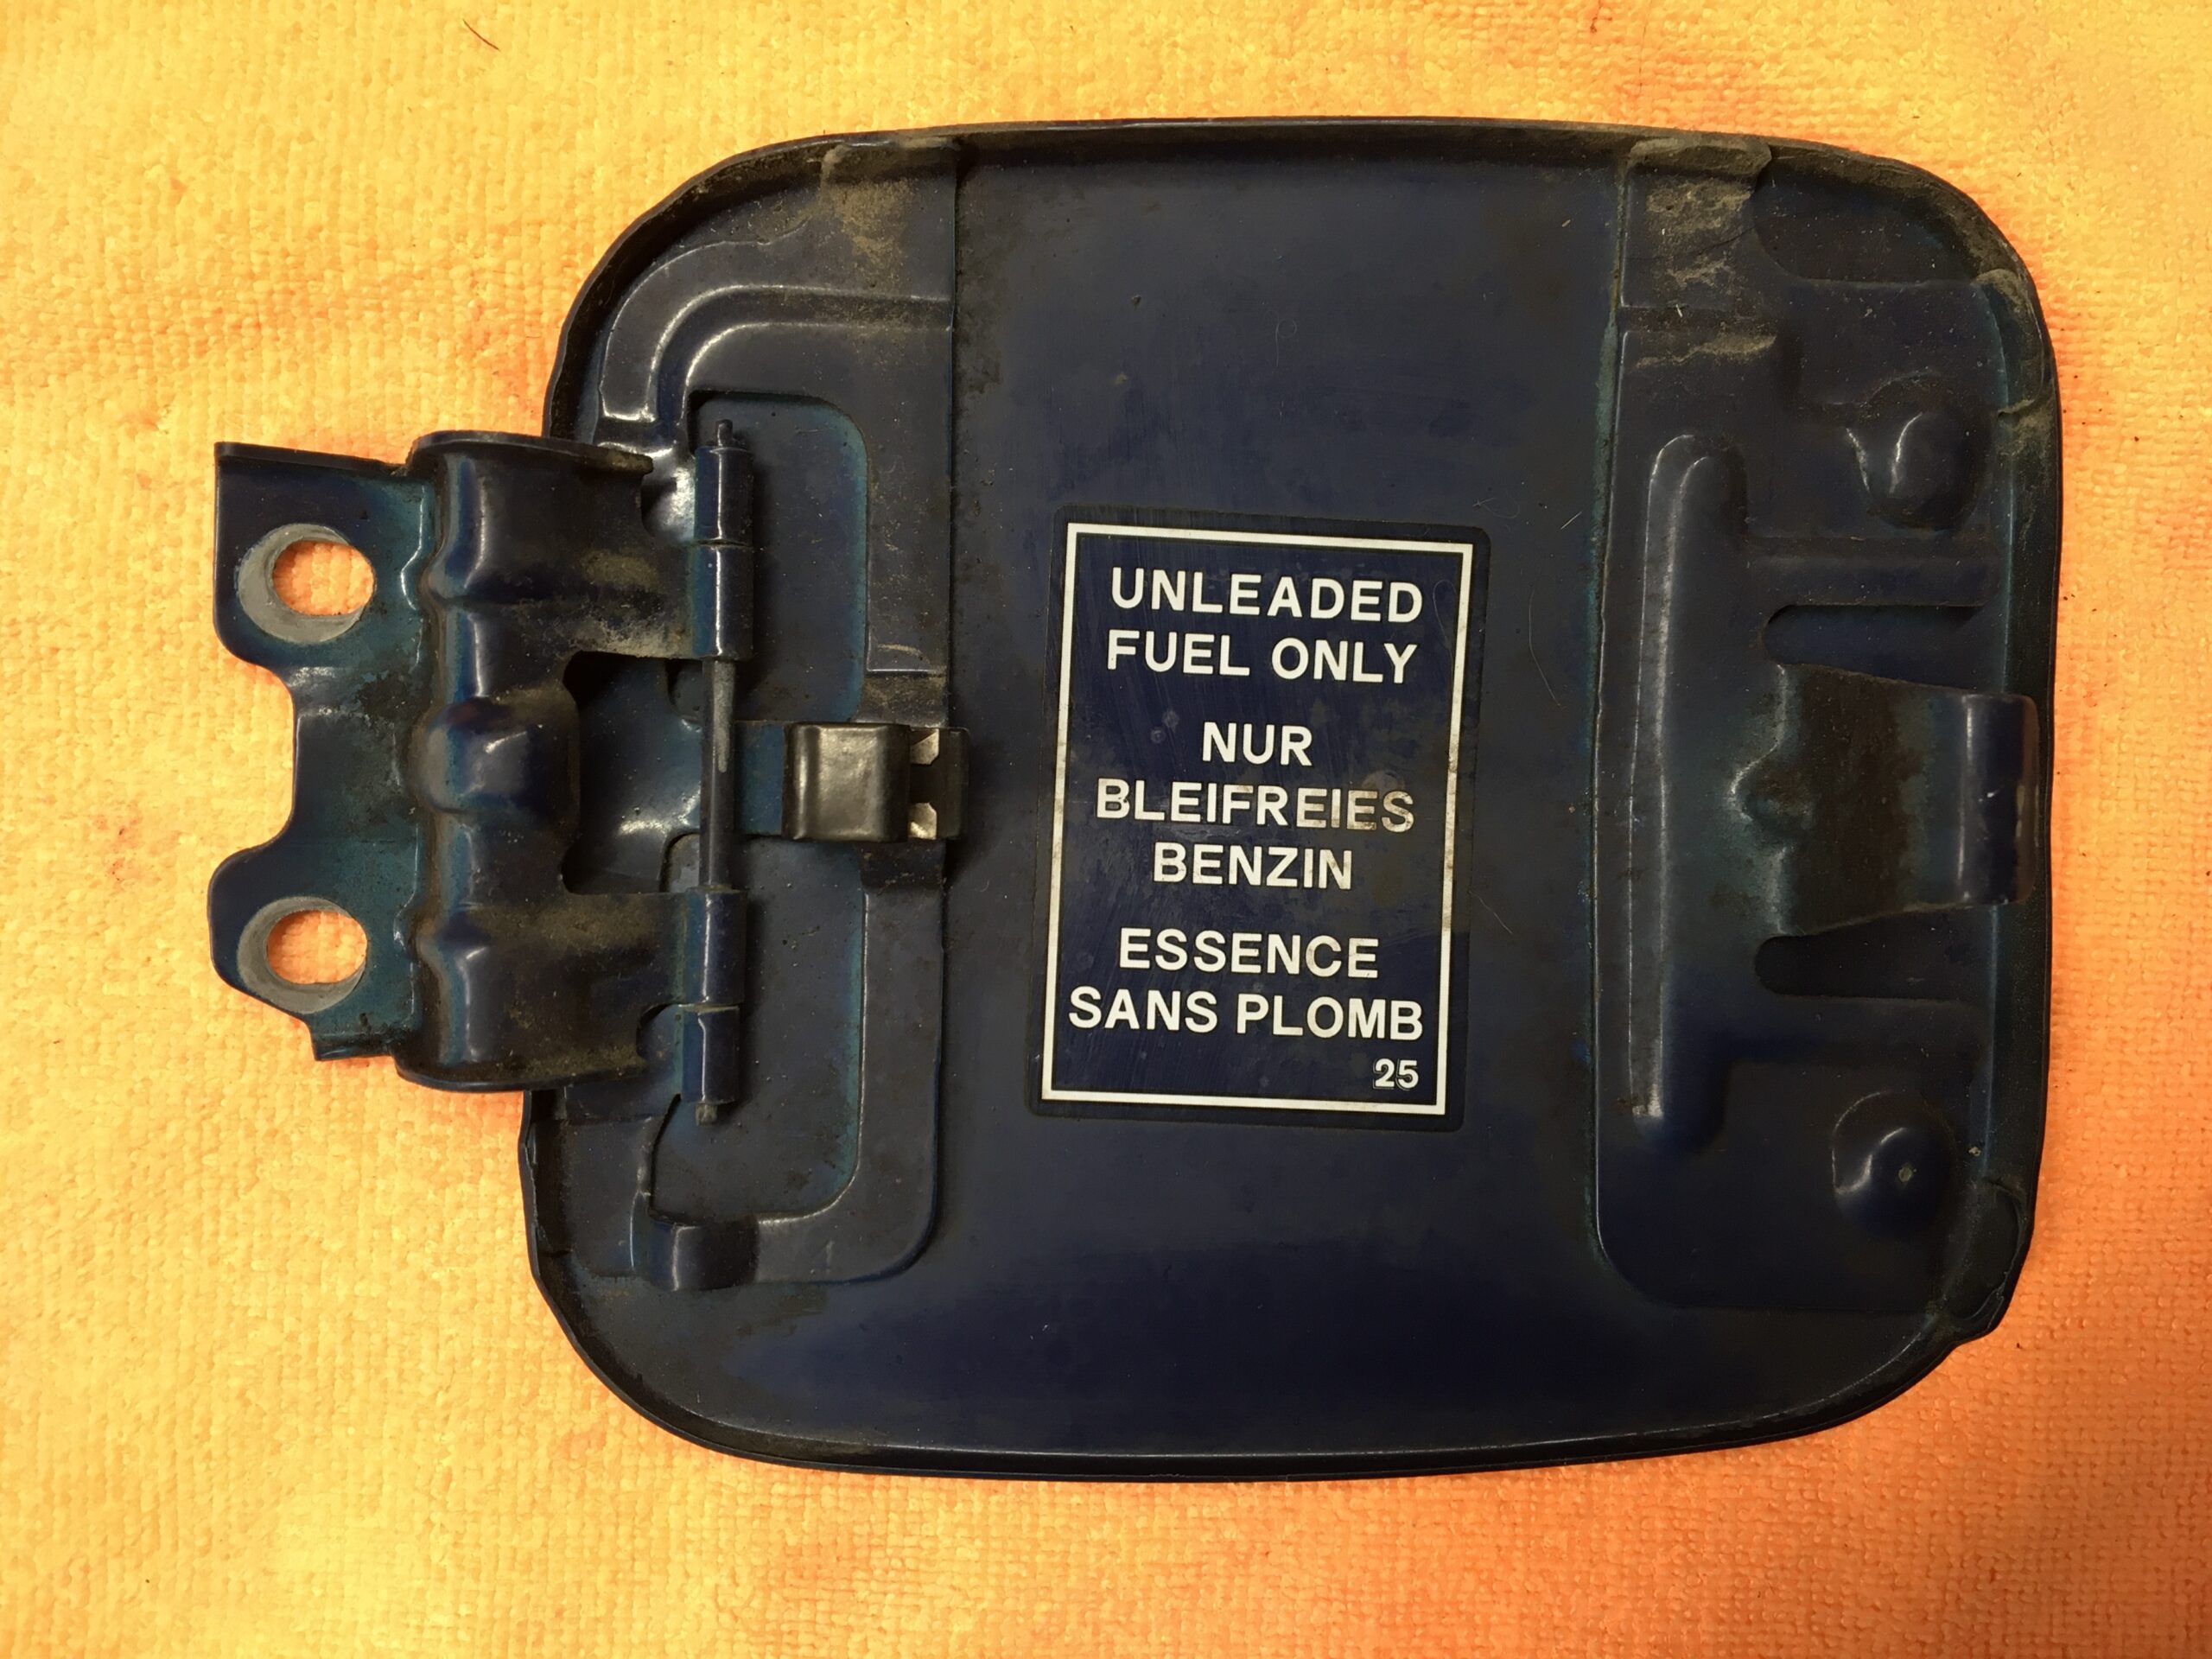 UNLEADED
FUEL ONLY
NUR
BLEIFREIES
BENZIN
ESSENCE
SANS PLOMB
25